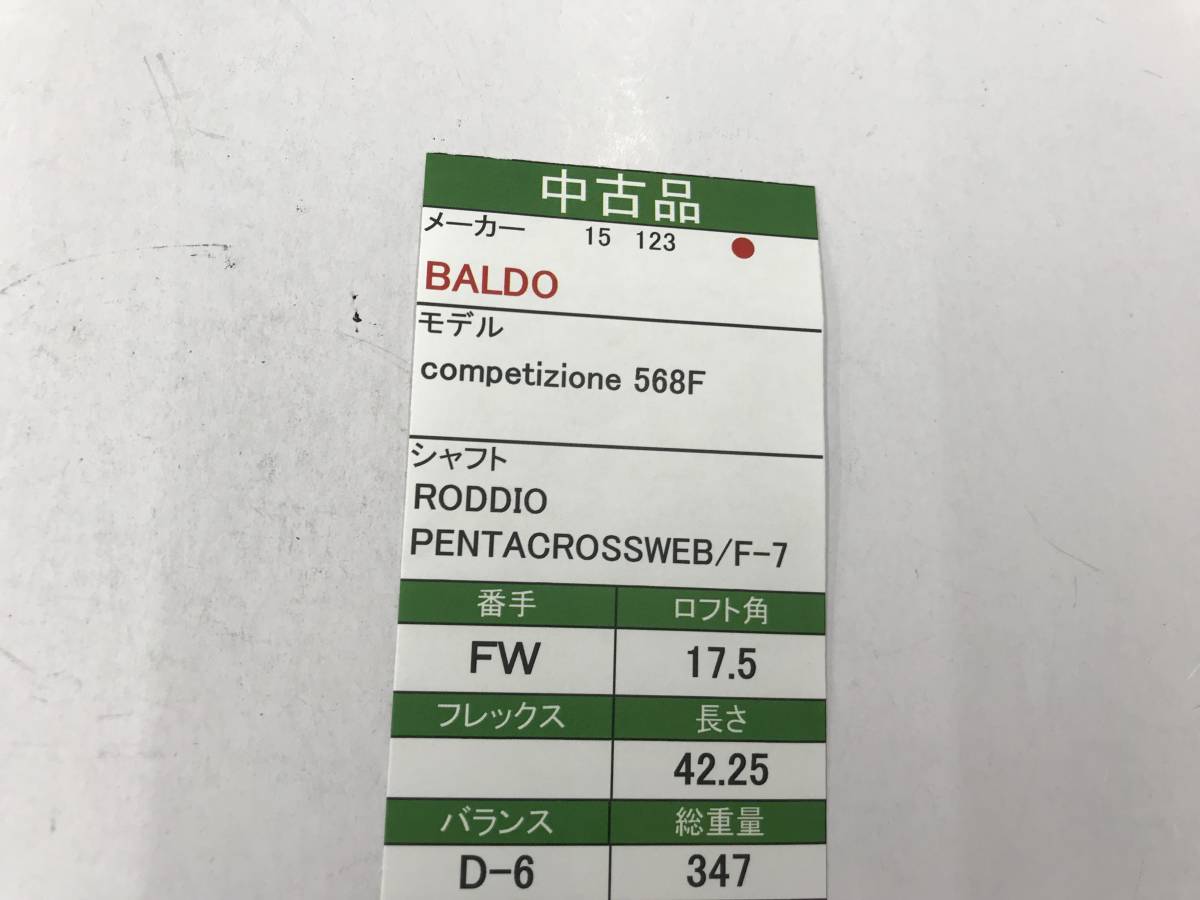 中古品
メーカー 15 123
BALDO
モデル
competizione 568F
シャフト
RODDIO
PENTACROSSWEB/F-7
番手 ロフト角
FW 17.5
フレックス 長さ
42.25
バランス 総重量
D-6 347